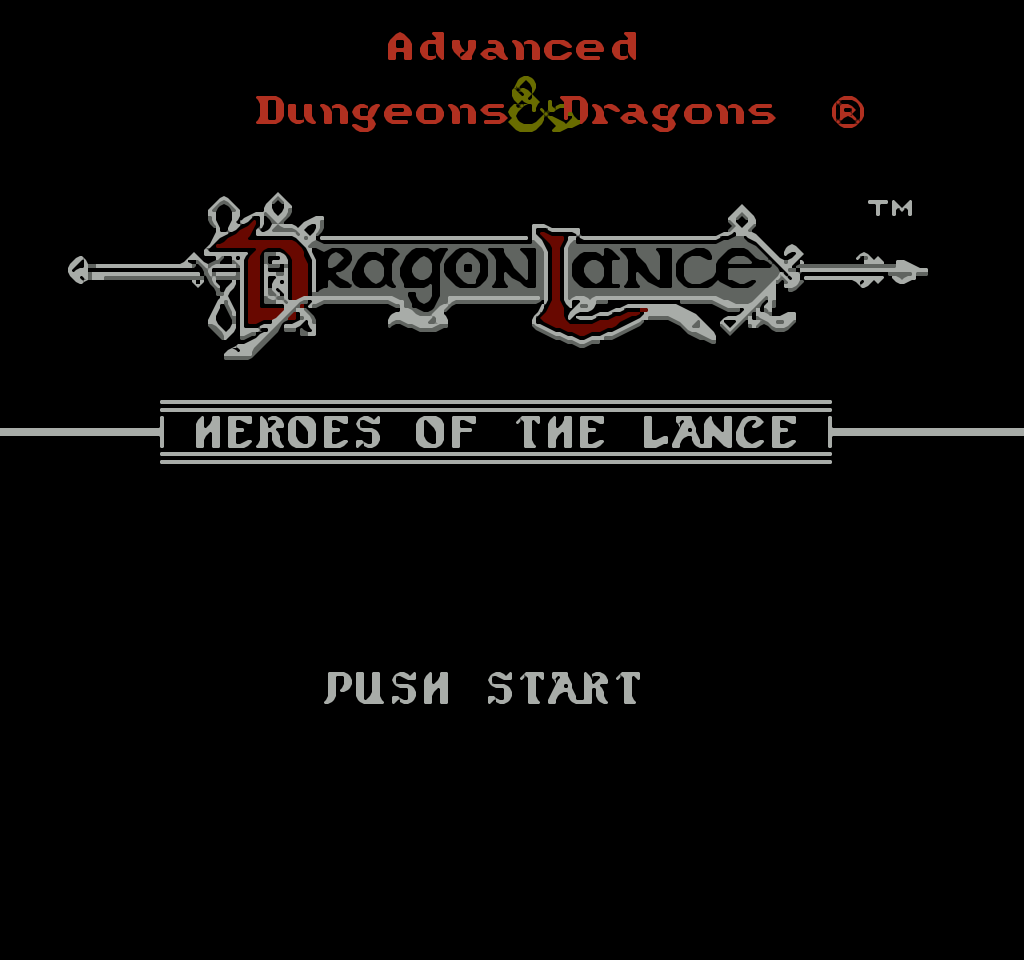 Advanced
Dungeons & Dragons ®
TM
DragonLance
HEROES OF THE LANCE
PUSH START